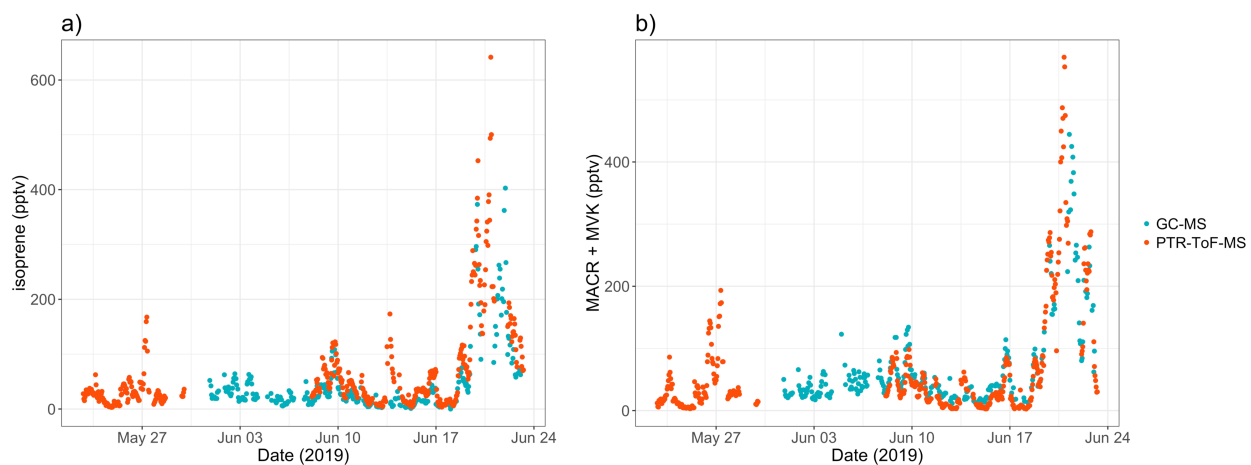 a)
600
400
200
0
isoprene (pptv)
May 27 Jun 03 Jun 10 Jun 17 Jun 24
Date (2019)
b)
400
200
0
MACR + MVK (pptv)
May 27 Jun 03 Jun 10 Jun 17 Jun 24
Date (2019)
GC-MS
PTR-ToF-MS